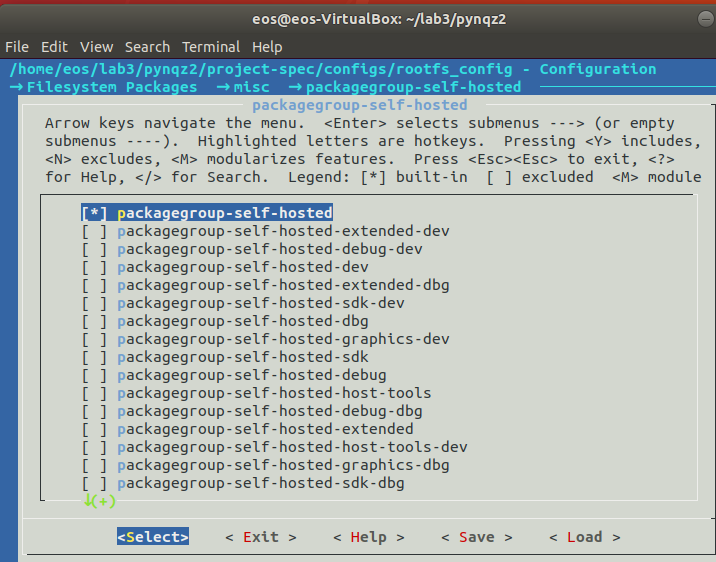 eos@eos-VirtualBox: ~/lab3/pynqz2
File Edit View Search Terminal Help
/home/eos/lab3/pynqz2/project-spec/configs/rootfs_config - Configuration
→ Filesystem Packages → misc → packagegroup-self-hosted
packagegroup-self-hosted
Arrow keys navigate the menu. <Enter> selects submenus ---> (or empty
submenus ----). Highlighted letters are hotkeys. Pressing <Y> includes,
<N> excludes, <M> modularizes features. Press <Esc><Esc> to exit, <?>
for Help, </> for Search. Legend: [*] built-in [ ] excluded <M> module
[*] packagegroup-self-hosted
[ ] packagegroup-self-hosted-extended-dev
[ ] packagegroup-self-hosted-debug-dev
[ ] packagegroup-self-hosted-dev
[ ] packagegroup-self-hosted-extended-dbg
[ ] packagegroup-self-hosted-sdk-dev
[ ] packagegroup-self-hosted-dbg
[ ] packagegroup-self-hosted-graphics-dev
[ ] packagegroup-self-hosted-sdk
[ ] packagegroup-self-hosted-debug
[ ] packagegroup-self-hosted-host-tools
[ ] packagegroup-self-hosted-debug-dbg
[ ] packagegroup-self-hosted-extended
[ ] packagegroup-self-hosted-host-tools-dev
[ ] packagegroup-self-hosted-graphics-dbg
[ ] packagegroup-self-hosted-sdk-dbg
↓(+)
<Select> < Exit > < Help > < Save > < Load >